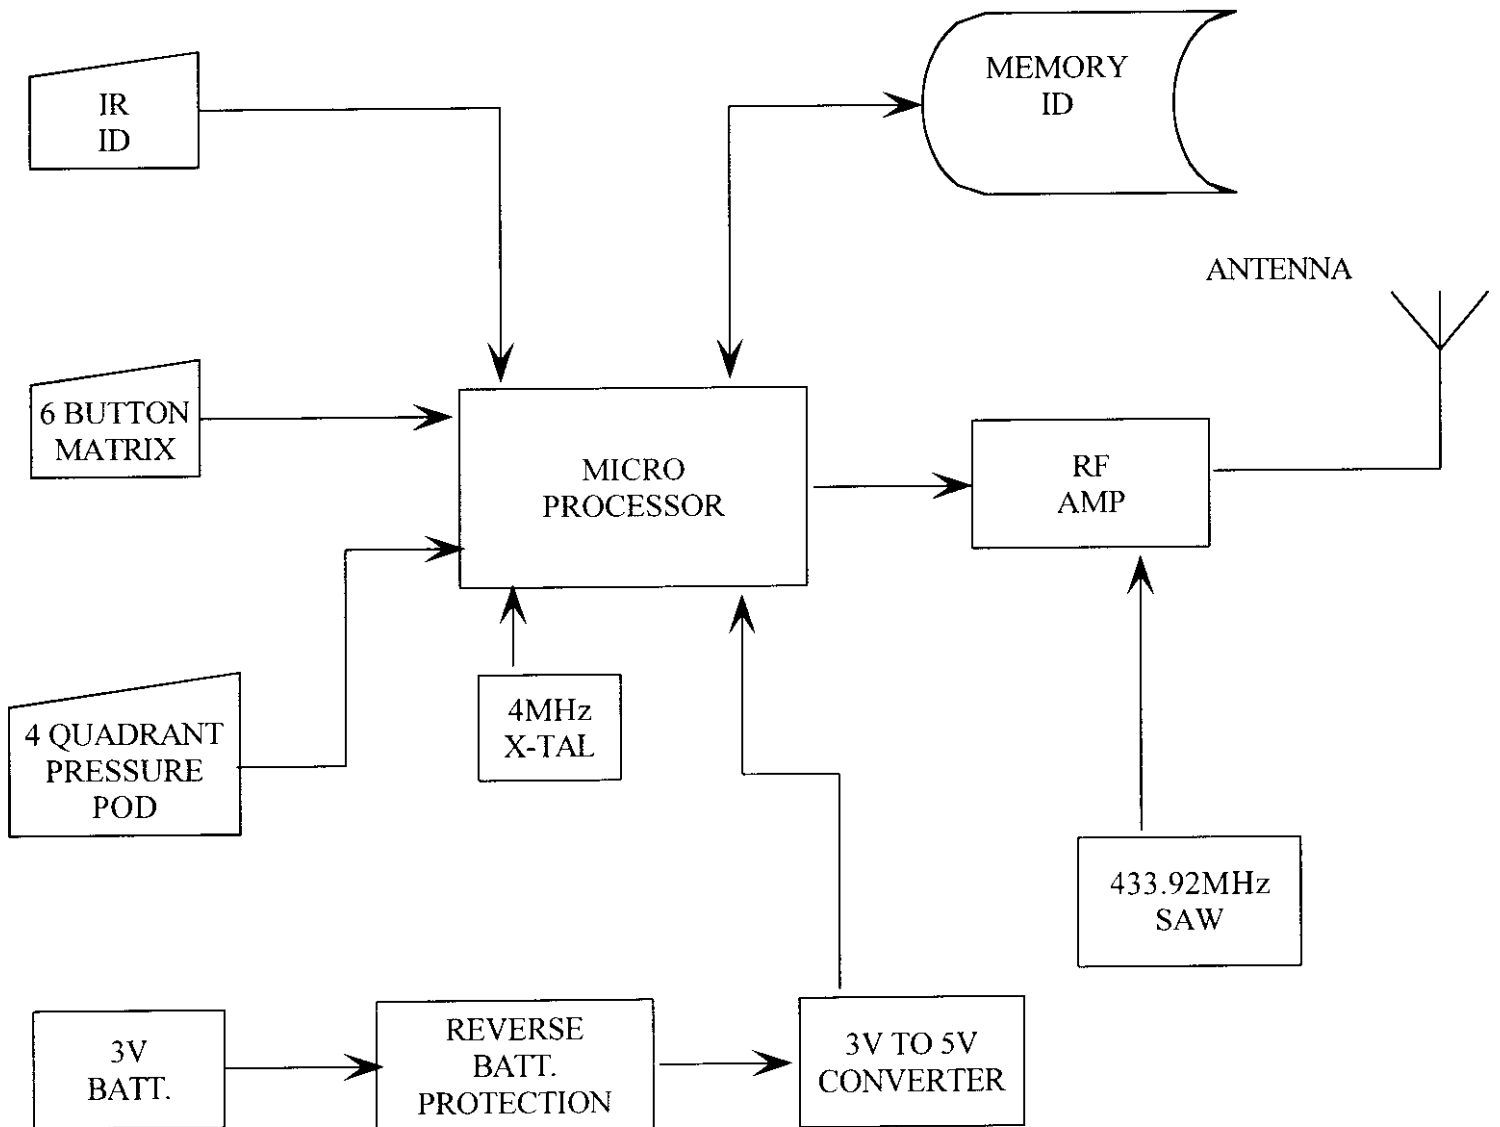 IR
ID
MEMORY
ID
ANTENNA
6 BUTTON
MATRIX
MICRO
PROCESSOR
RF
AMP
4 QUADRANT
PRESSURE
POD
4MHz
X-TAL
433.92MHz
SAW
3V
BATT.
REVERSE
BATT.
PROTECTION
3V TO 5V
CONVERTER